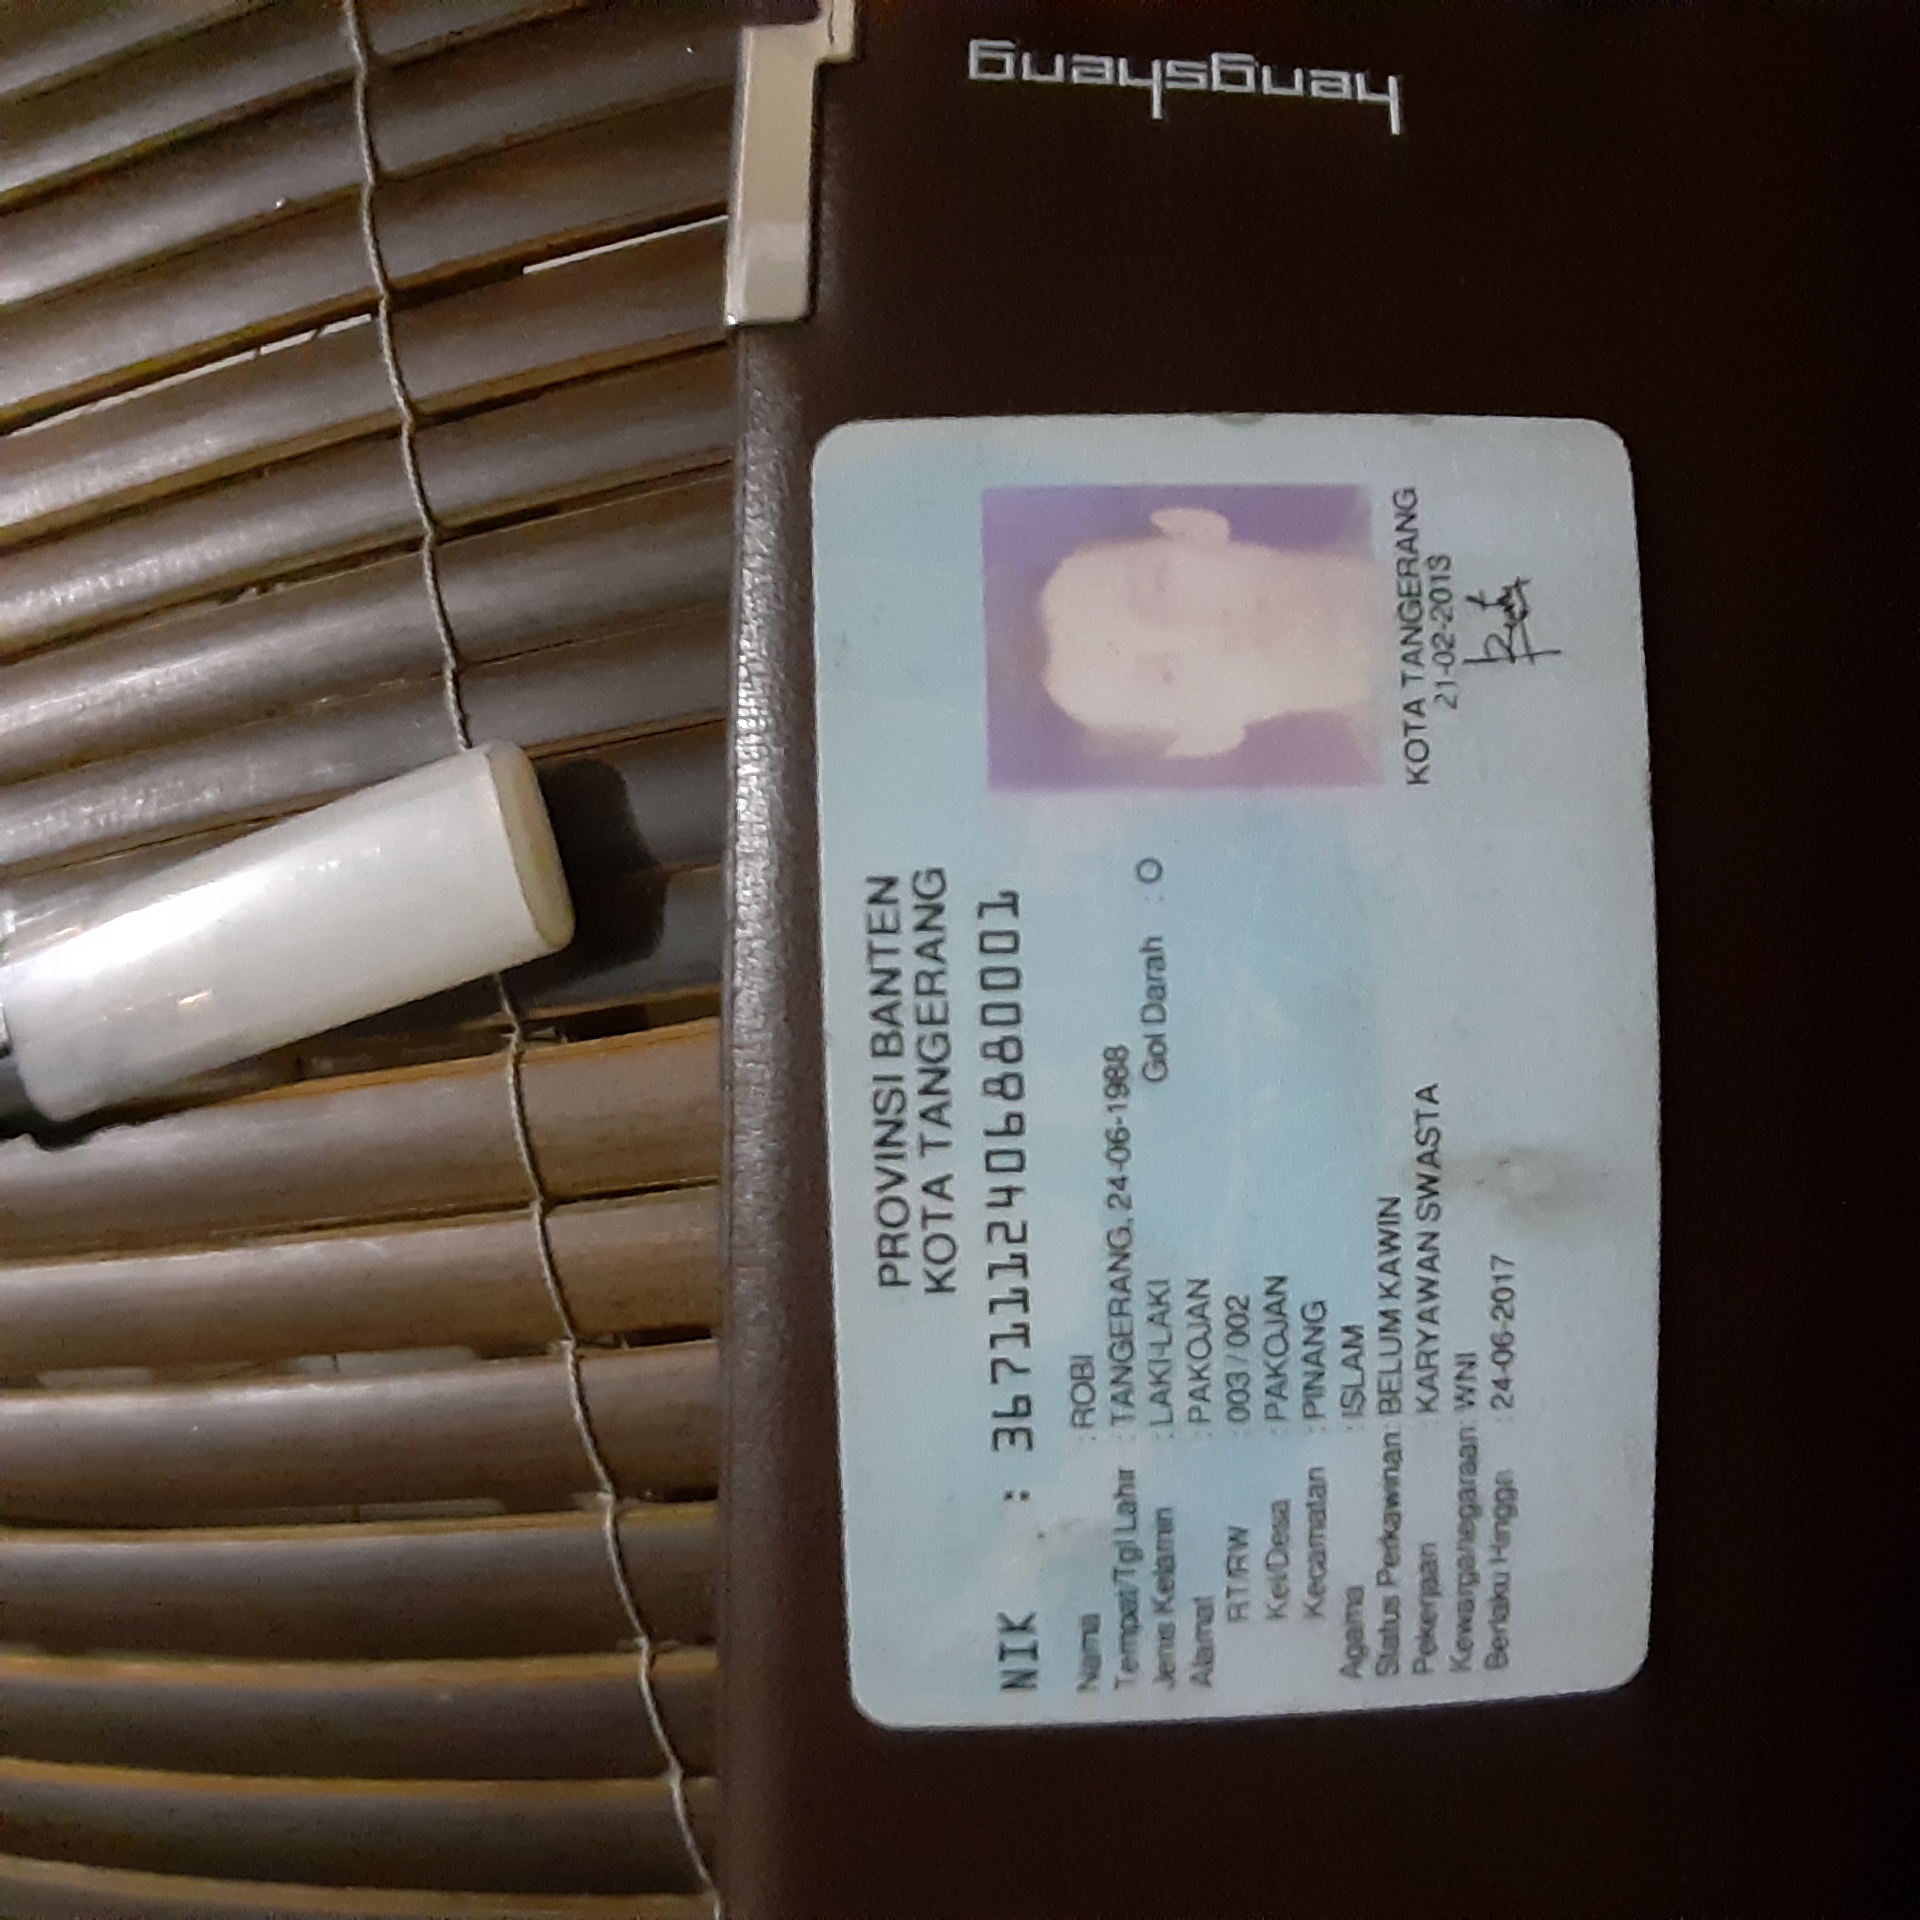 PROVINSI BANTEN
KOTA TANGERANG
NIK : 3671112406880001
Nama : ROBI
Tempat/Tgl Lahir : TANGERANG, 24-06-1988
Jenis Kelamin : LAKI-LAKI Gol Darah : O
Alamat : PAKOJAN
RT/RW : 003 / 002
Kel/Desa : PAKOJAN
Kecamatan : PINANG
Agama : ISLAM
Status Perkawinan : BELUM KAWIN
Pekerjaan : KARYAWAN SWASTA
Kewarganegaraan : WNI
Berlaku Hingga : 24-06-2017
KOTA TANGERANG
21-02-2013
hengsheng